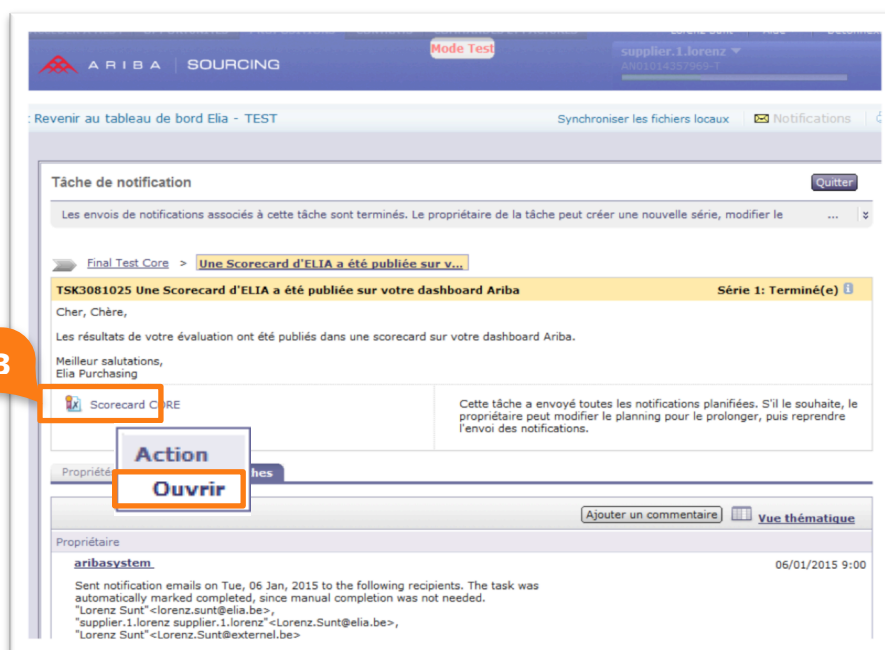 Mode Test
supplier.1.lorenz
AN01014357969-T
ARIBA SOURCING
Revenir au tableau de bord Elia - TEST
Synchroniser les fichiers locaux
Notifications
Tâche de notification
Quitter
Les envois de notifications associés à cette tâche sont terminés. Le propriétaire de la tâche peut créer une nouvelle série, modifier le ...
Final Test Core > Une Scorecard d'ELIA a été publiée sur v...
TSK3081025 Une Scorecard d'ELIA a été publiée sur votre dashboard Ariba
Série 1: Terminé(e)
Cher, Chère,
Les résultats de votre évaluation ont été publiés dans une scorecard sur votre dashboard Ariba.
Meilleur salutations,
Elia Purchasing
Scorecard CORE
Cette tâche a envoyé toutes les notifications planifiées. S'il le souhaite, le
propriétaire peut modifier le planning pour le prolonger, puis reprendre
l'envoi des notifications.
Action
Ouvrir
Ajouter un commentaire
Vue thématique
Propriétaire
aribasystem
06/01/2015 9:00
Sent notification emails on Tue, 06 Jan, 2015 to the following recipients. The task was
automatically marked completed, since manual completion was not needed.
"Lorenz Sunt"<lorenz.sunt@elia.be>,
"supplier.1.lorenz supplier.1.lorenz"<Lorenz.Sunt@elia.be>,
"Lorenz Sunt"<Lorenz.Sunt@externel.be>